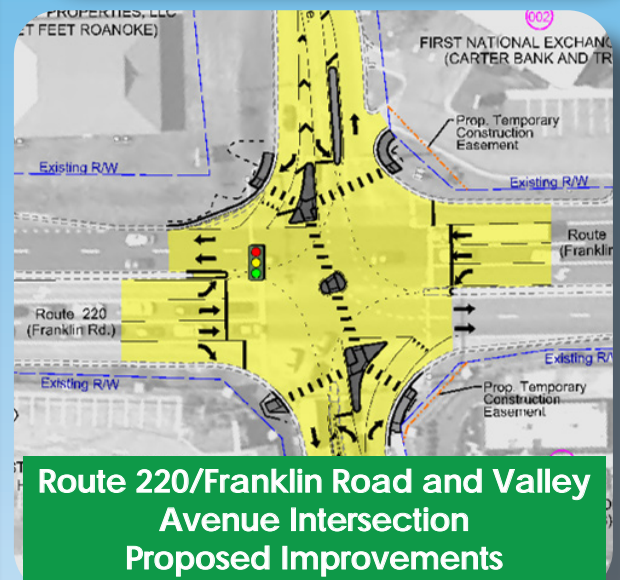 PROPERTIES, LLC
ET FEET ROANOKE)
002
FIRST NATIONAL EXCHANG
(CARTER BANK AND TR
Prop. Temporary
Construction
Easement
Existing R/W
Existing R/W
Route
(Franklin
Route 220
(Franklin Rd.)
Existing R/W
Existing R/W
Prop. Temporary
Construction
Easement
Route 220/Franklin Road and Valley
Avenue Intersection
Proposed Improvements